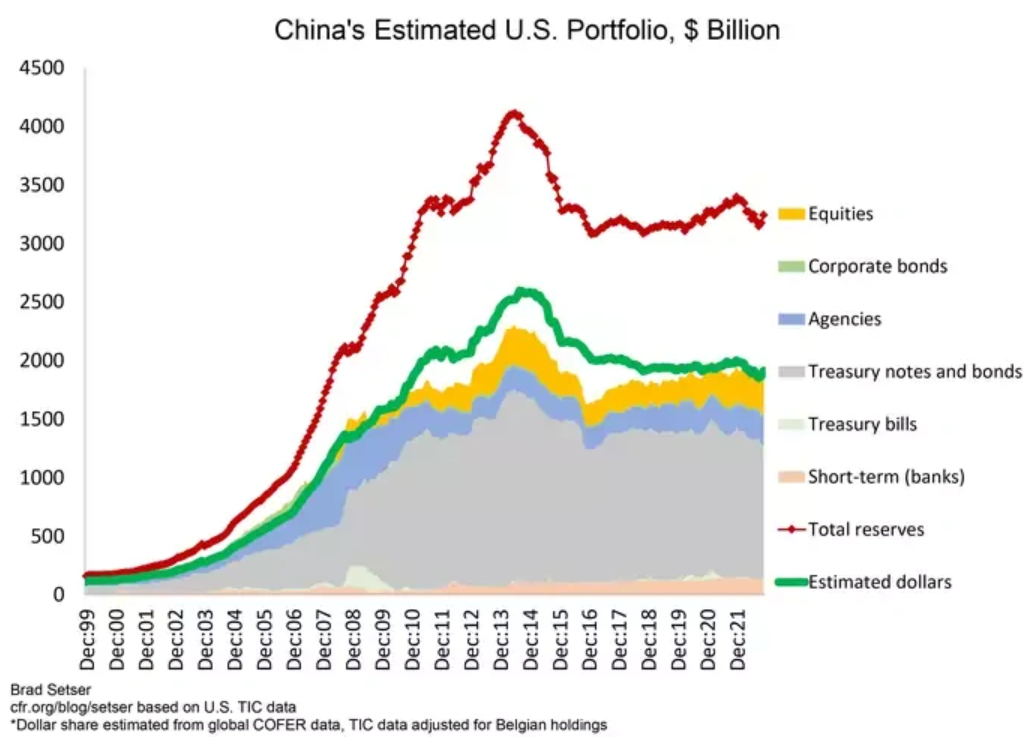 China's Estimated U.S. Portfolio, $ Billion
4500
4000
3500
3000
2500
2000
1500
1000
500
0
Equities
Corporate bonds
Agencies
Treasury notes and bonds
Treasury bills
Short-term (banks)
Total reserves
Estimated dollars
Dec:99
Dec:00
Dec:01
Dec:02
Dec:03
Dec:04
Dec:05
Dec:06
Dec:07
Dec:08
Dec:09
Dec:10
Dec:11
Dec:12
Dec:13
Dec:14
Dec:15
Dec:16
Dec:17
Dec:18
Dec:19
Dec:20
Dec:21
Brad Setser
cfr.org/blog/setser based on U.S. TIC data
*Dollar share estimated from global COFER data, TIC data adjusted for Belgian holdings